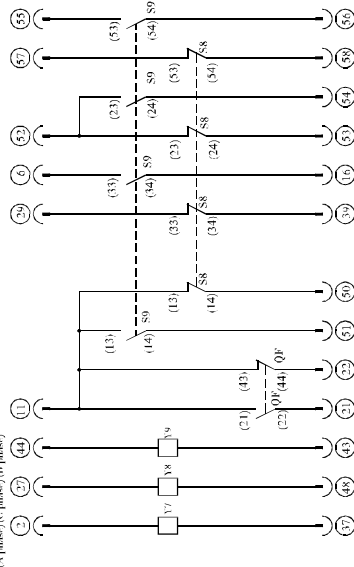 55 (53) S9 (54) 56
57 (53) S8 (54) 58
(23) S9 (24) 54
52 (23) S8 (24) 53
6 (33) S9 (34) 16
29 (33) S8 (34) 39
(13) S8 (14) 50
(13) S9 (14) 51
(43) QF (44) 22
11 (21) QF (22) 21
44 Y9 43
27 Y8 48
2 Y7 37